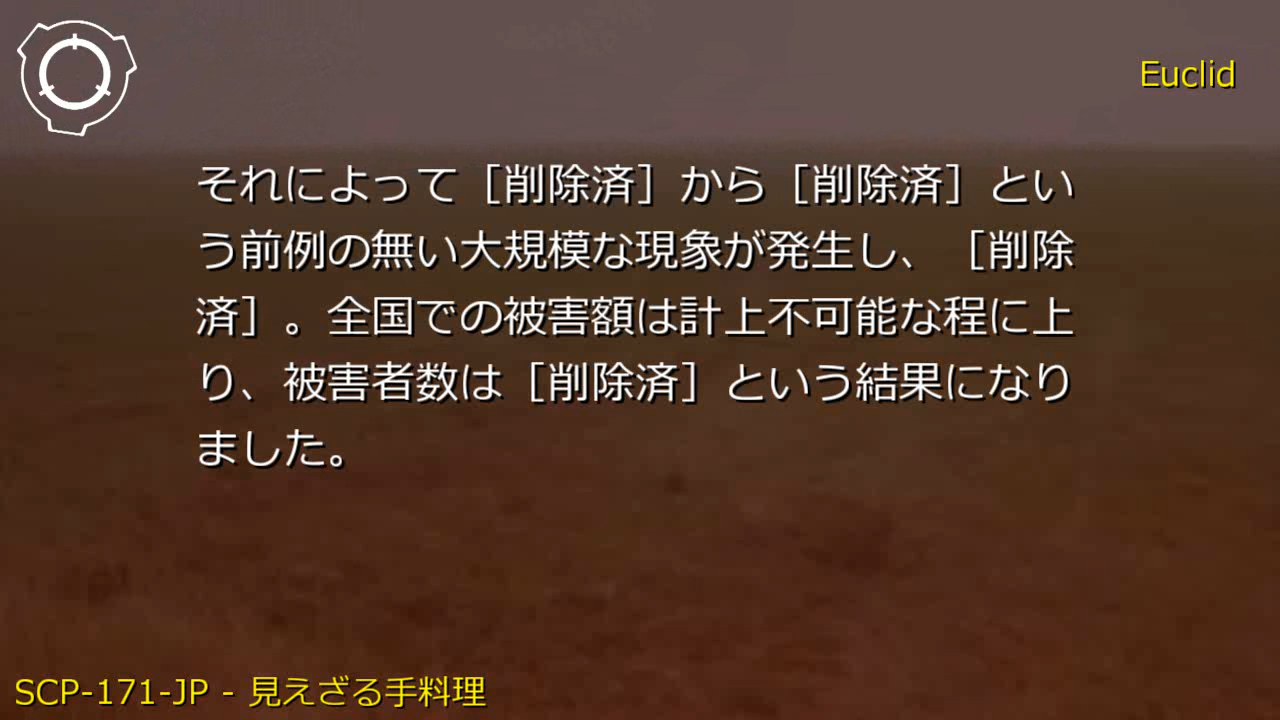 Euclid
それによって［削除済］から［削除済］とい
う前例の無い大規模な現象が発生し、［削除
済］。全国での被害額は計上不可能な程に上
り、被害者数は［削除済］という結果になり
ました。
SCP-171-JP - 見えざる手料理